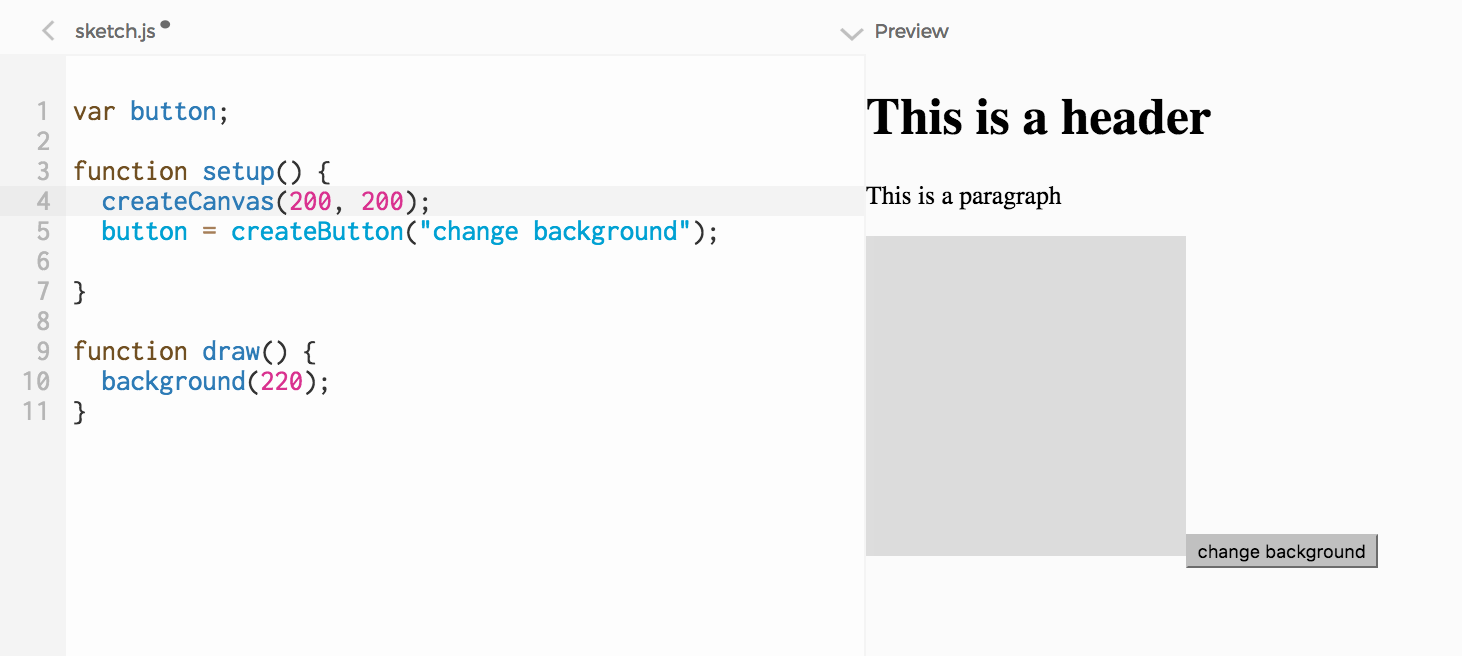 sketch.js
Preview
1 var button;
2
3 function setup() {
4 createCanvas(200, 200);
5 button = createButton("change background");
6
7 }
8
9 function draw() {
10 background(220);
11 }
This is a header
This is a paragraph
change background